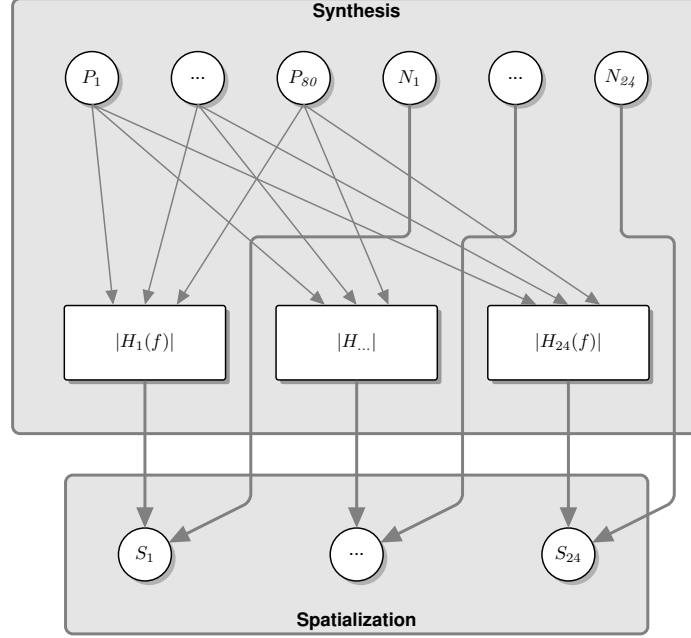 Synthesis
P₁ ... P₈₀ N₁ ... N₂₄
|H₁(f)| |H...| |H₂₄(f)|
S₁ ... S₂₄
Spatialization